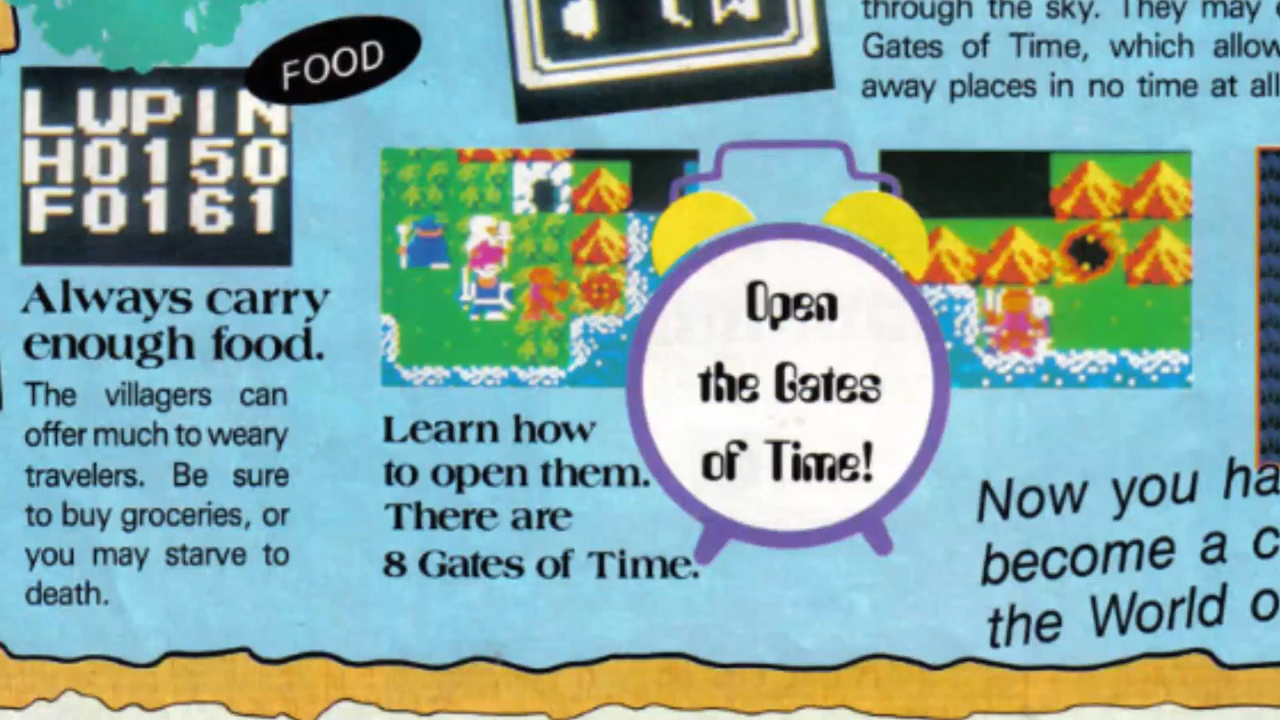 through the sky. They may
Gates of Time, which allow
away places in no time at all
FOOD
LUPIN
H0150
F0161
Always carry
enough food.
The villagers can
offer much to weary
travelers. Be sure
to buy groceries, or
you may starve to
death.
Learn how
to open them.
There are
8 Gates of Time.
Open
the Gates
of Time!
Now you ha
become a c
the World o